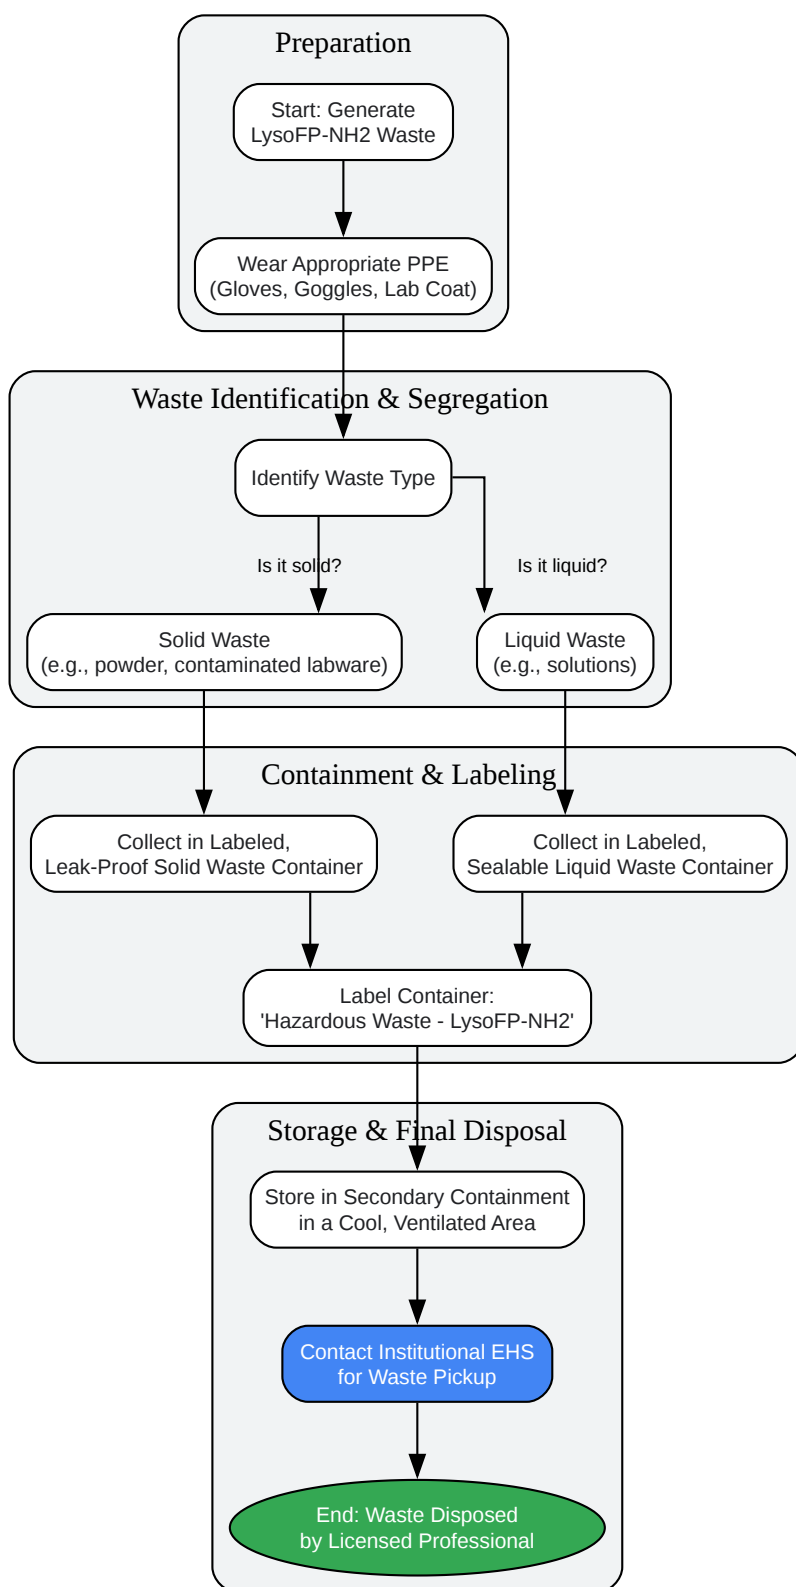 Preparation
Start: Generate
LysoFP-NH2 Waste
Wear Appropriate PPE
(Gloves, Goggles, Lab Coat)
Waste Identification & Segregation
Identify Waste Type
Is it solid?
Is it liquid?
Solid Waste
(e.g., powder, contaminated labware)
Liquid Waste
(e.g., solutions)
Containment & Labeling
Collect in Labeled,
Leak-Proof Solid Waste Container
Collect in Labeled,
Sealable Liquid Waste Container
Label Container:
'Hazardous Waste - LysoFP-NH2'
Storage & Final Disposal
Store in Secondary Containment
in a Cool, Ventilated Area
Contact Institutional EHS
for Waste Pickup
End: Waste Disposed
by Licensed Professional